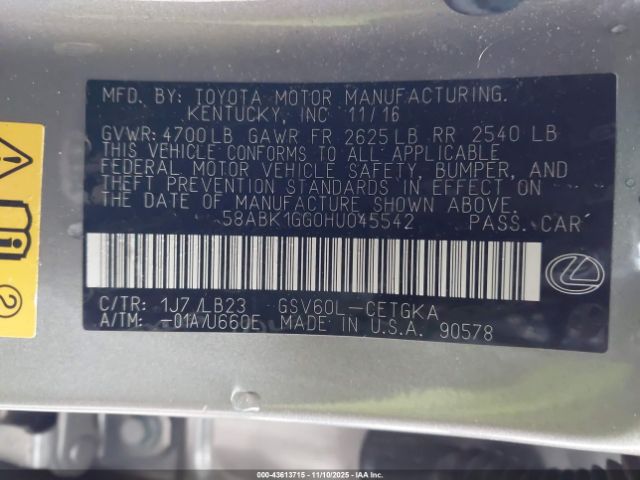 MFD. BY: TOYOTA MOTOR MANUFACTURING.
KENTUCKY, INC 11/16
GVWR: 4700LB GAWR FR 2625LB RR 2540 LB
THIS VEHICLE CONFORMS TO ALL APPLICABLE
FEDERAL MOTOR VEHICLE SAFETY, BUMPER, AND
THEFT PREVENTION STANDARDS IN EFFECT ON
THE DATE OF MANUFACTURE SHOWN ABOVE.
58ABK1GG0HU045542 PASS. CAR
C/TR: 1J7/LB23 GSV60L-CETGKA
A/TM: -01A/U660E MADE IN U.S.A. 90578
2
000-43613715 - 11/10/2025 - IAAI.COM